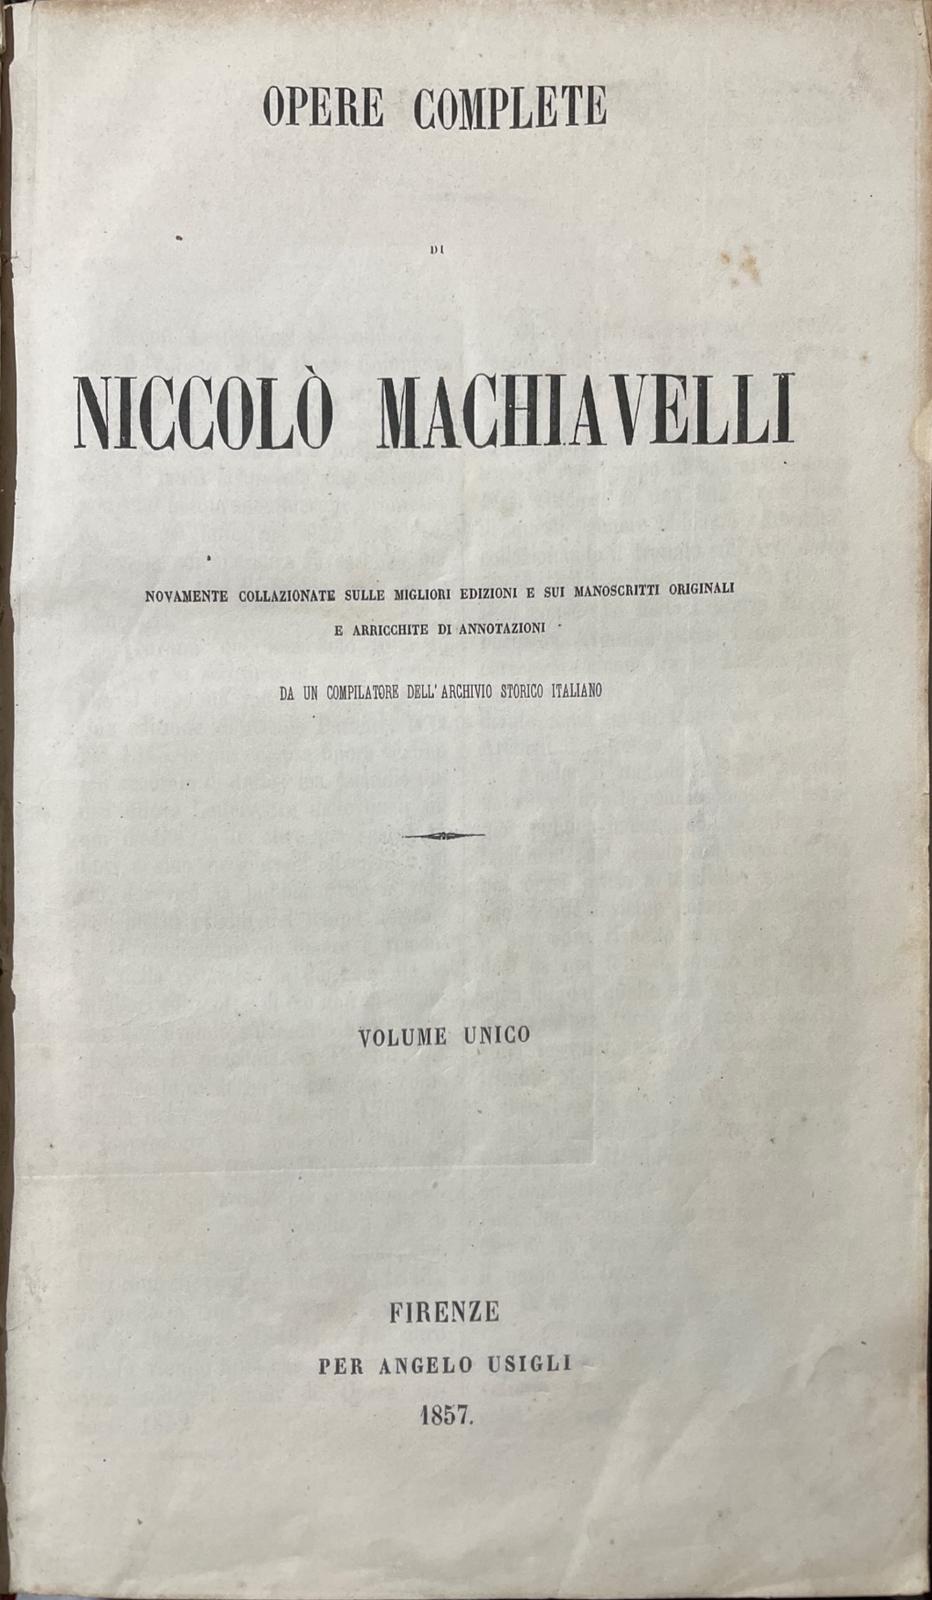 OPERE COMPLETE
DI
NICCOLÒ MACHIAVELLI
NOVAMENTE COLLAZIONATE SULLE MIGLIORI EDIZIONI E SUI MANOSCRITTI ORIGINALI
E ARRICCHITE DI ANNOTAZIONI
DA UN COMPILATORE DELL'ARCHIVIO STORICO ITALIANO
VOLUME UNICO
FIRENZE
PER ANGELO USIGLI
1857.